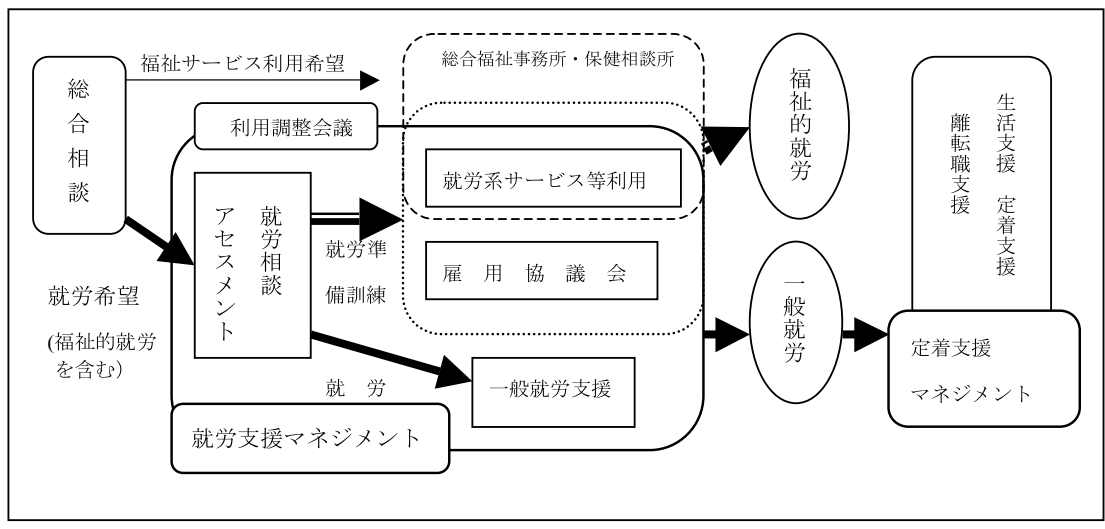 総合相談
福祉サービス利用希望
総合福祉事務所・保健相談所
利用調整会議
就労系サービス等利用
雇 用 協 議 会
就労相談
アセスメント
就労準
備訓練
就労希望
(福祉的就労
を含む）
就 労
一般就労支援
就労支援マネジメント
福祉的就労
一般就労
生活支援 定着支援
離転職支援
定着支援
マネジメント